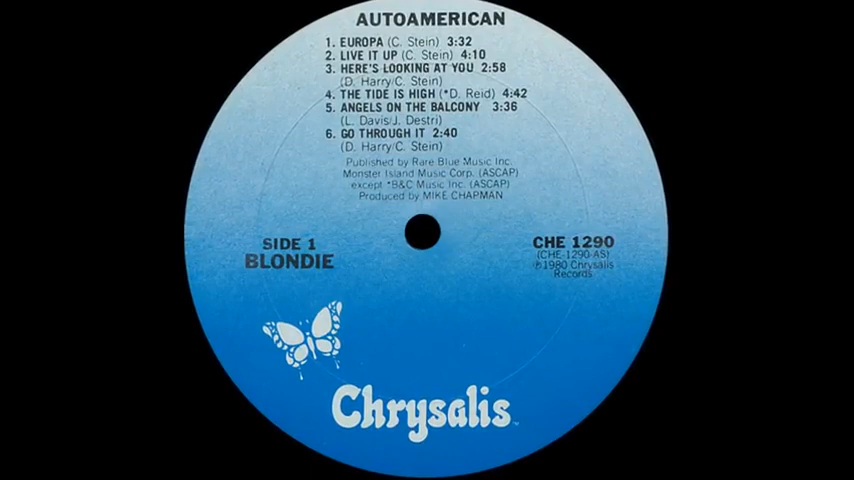 AUTOAMERICAN
1. EUROPA (C. Stein) 3:32
2. LIVE IT UP (C. Stein) 4:10
3. HERE'S LOOKING AT YOU 2:58
(D. Harry/C. Stein)
4. THE TIDE IS HIGH (*D. Reid) 4:42
5. ANGELS ON THE BALCONY 3:36
(L. Davis/J. Destri)
6. GO THROUGH IT 2:40
(D. Harry/C. Stein)
Published by Rare Blue Music Inc.
Monster Island Music Corp. (ASCAP)
except *B&C Music Inc. (ASCAP)
Produced by MIKE CHAPMAN
SIDE 1
BLONDIE
CHE 1290
(CHE-1290-AS)
℗1980 Chrysalis
Records
Chrysalis™